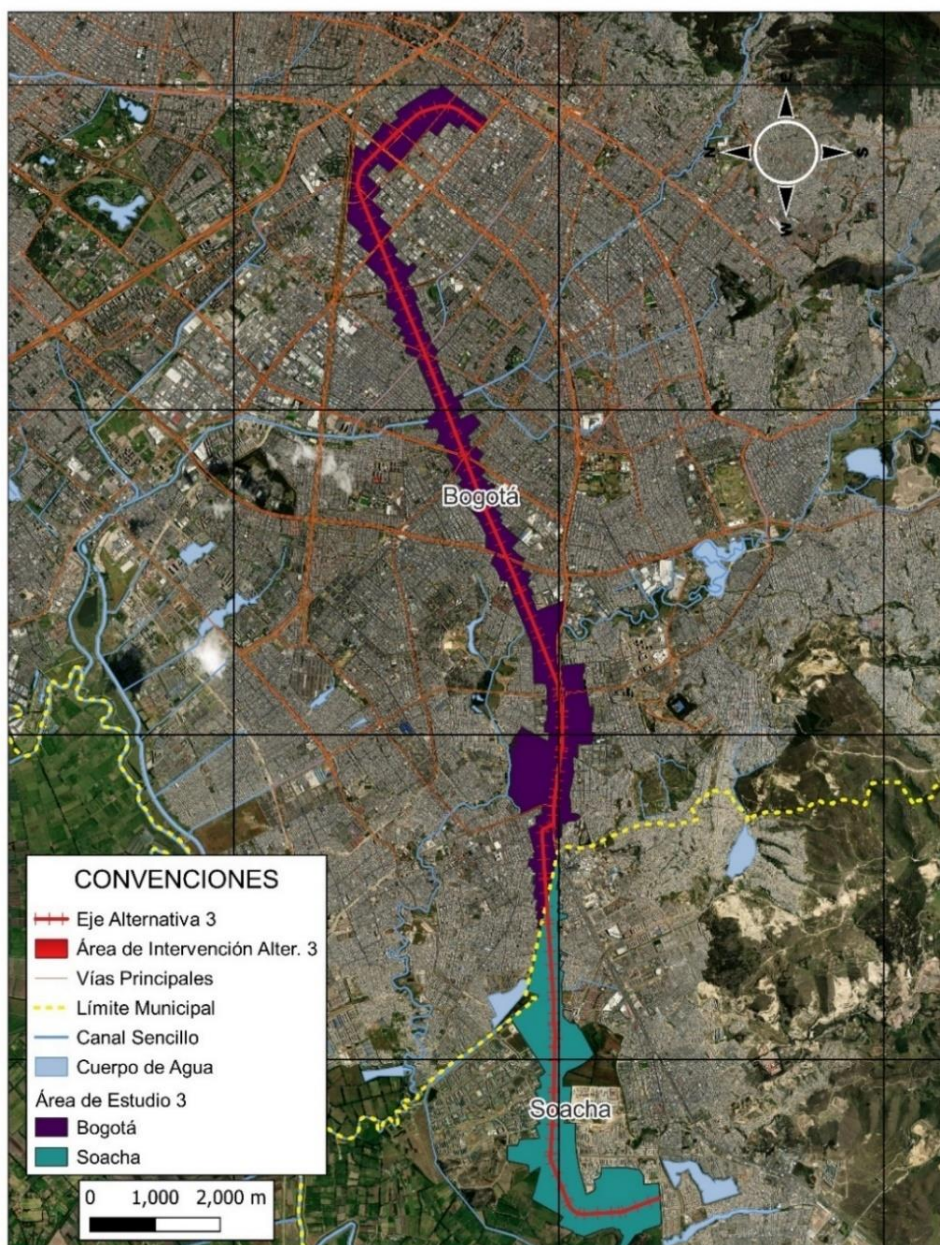 E
N
S
W
Bogotá
Soacha
CONVENCIONES
Eje Alternativa 3
Área de Intervención Alter. 3
Vías Principales
Límite Municipal
Canal Sencillo
Cuerpo de Agua
Área de Estudio 3
Bogotá
Soacha
0 1,000 2,000 m